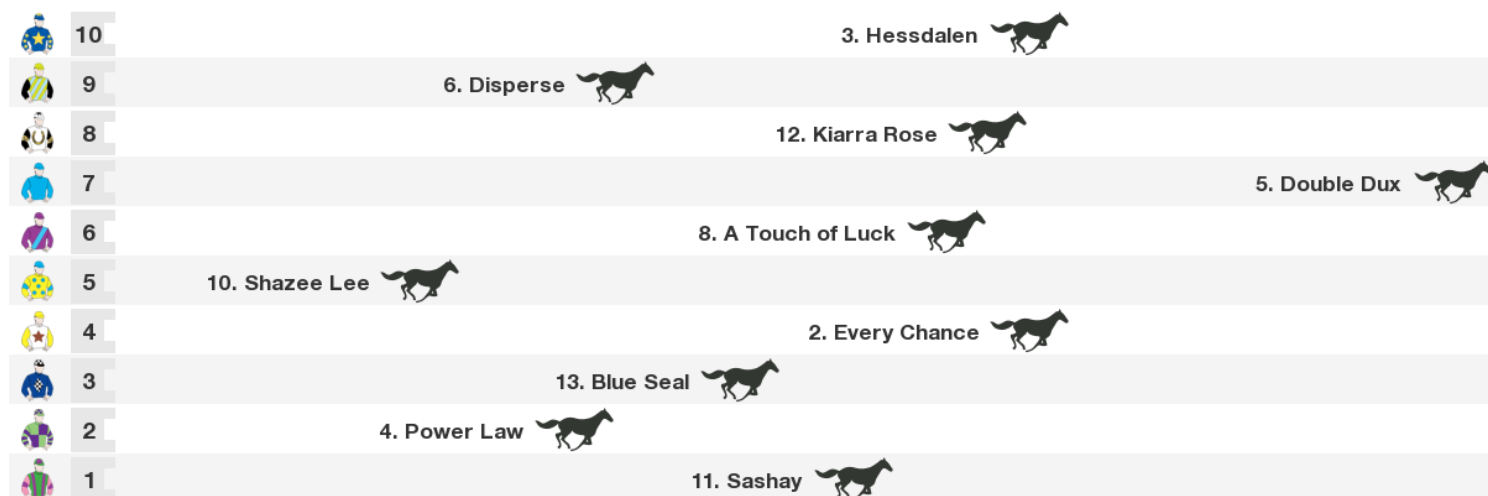 10 3. Hessdalen
9 6. Disperse
8 12. Kiarra Rose
7 5. Double Dux
6 8. A Touch of Luck
5 10. Shazee Lee
4 2. Every Chance
3 13. Blue Seal
2 4. Power Law
1 11. Sashay